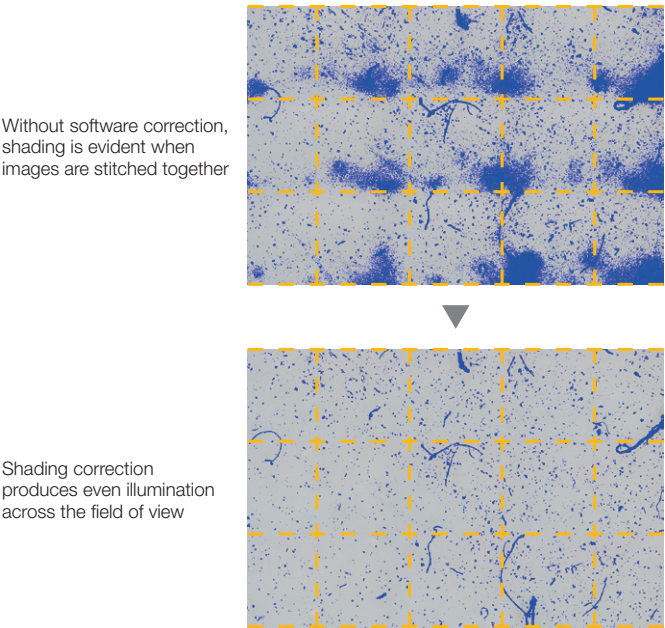 Without software correction,
shading is evident when
images are stitched together
Shading correction
produces even illumination
across the field of view